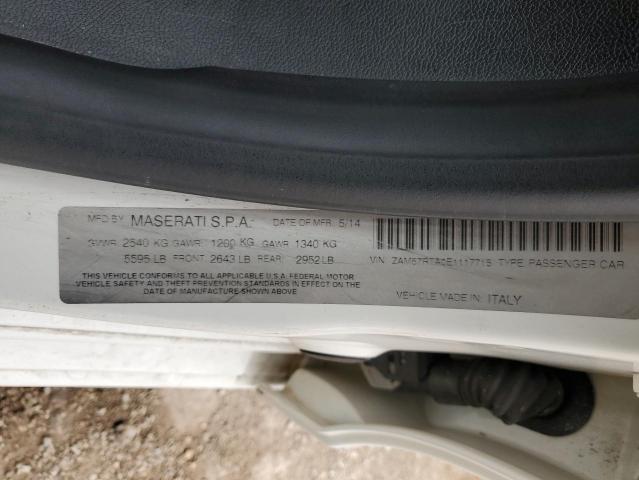 MFD BY MASERATI S.P.A. DATE OF MFR 5/14
GVWR 2540 KG GAWR 1200 KG GAWR 1340 KG
5595 LB FRONT 2643 LB REAR 2952 LB
THIS VEHICLE CONFORMS TO ALL APPLICABLE U.S.A. FEDERAL MOTOR
VEHICLE SAFETY AND THEFT PREVENTION STANDARDS IN EFFECT ON THE
DATE OF MANUFACTURE SHOWN ABOVE
VIN: TYPE: PASSENGER CAR
VEHICLE MADE IN: ITALY